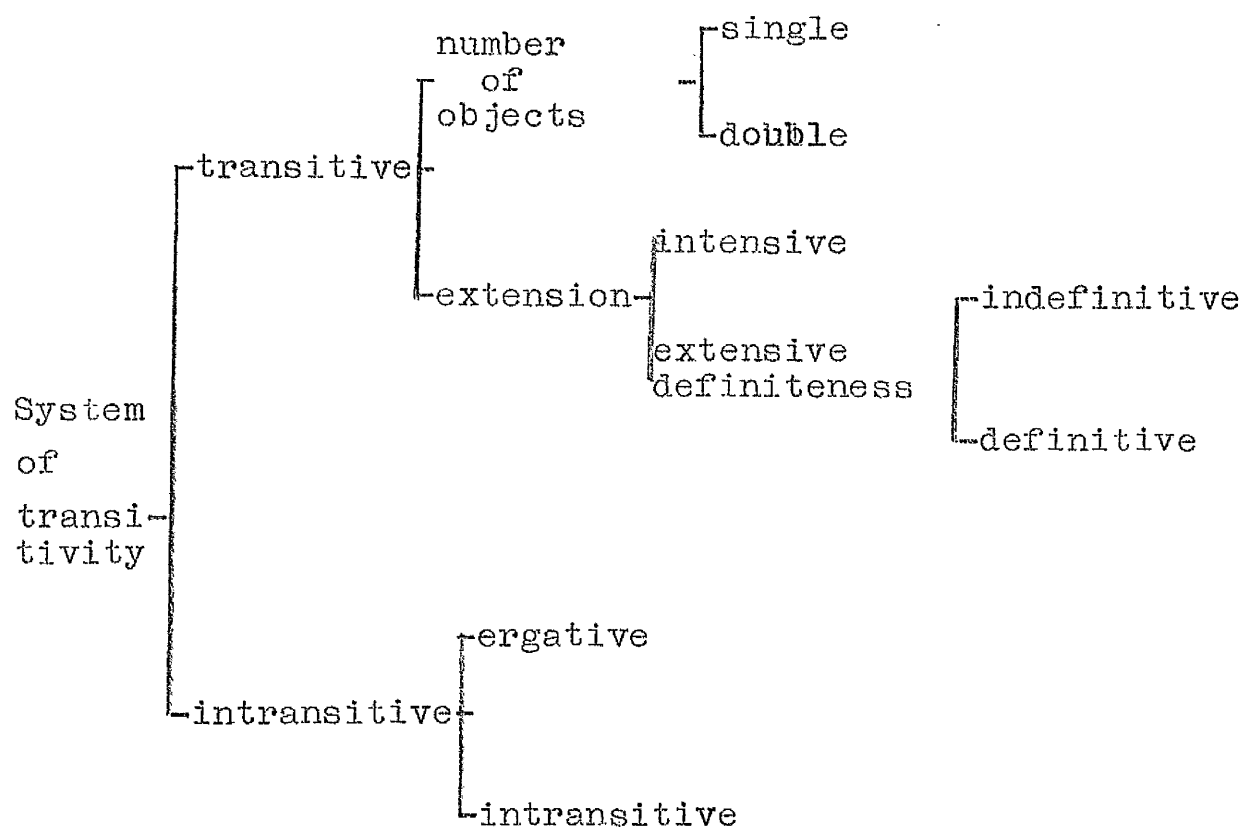 single
number
of
objects
double
transitive
intensive
extension
indefinitive
extensive
definiteness
System
definitive
of
transi
tivity
ergative
intransitive
intransitive